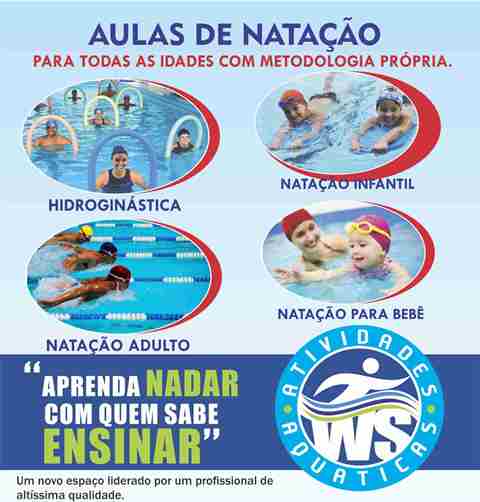 AULAS DE NATAÇÃO
PARA TODAS AS IDADES COM METODOLOGIA PRÓPRIA.
HIDROGINÁSTICA
NATAÇÃO INFANTIL
NATAÇÃO ADULTO
NATAÇÃO PARA BEBÊ
“APRENDA NADAR
COM QUEM SABE
ENSINAR”
ATIVIDADES
WS
AQUATICAS
Um novo espaço liderado por um profissional de
altíssima qualidade.